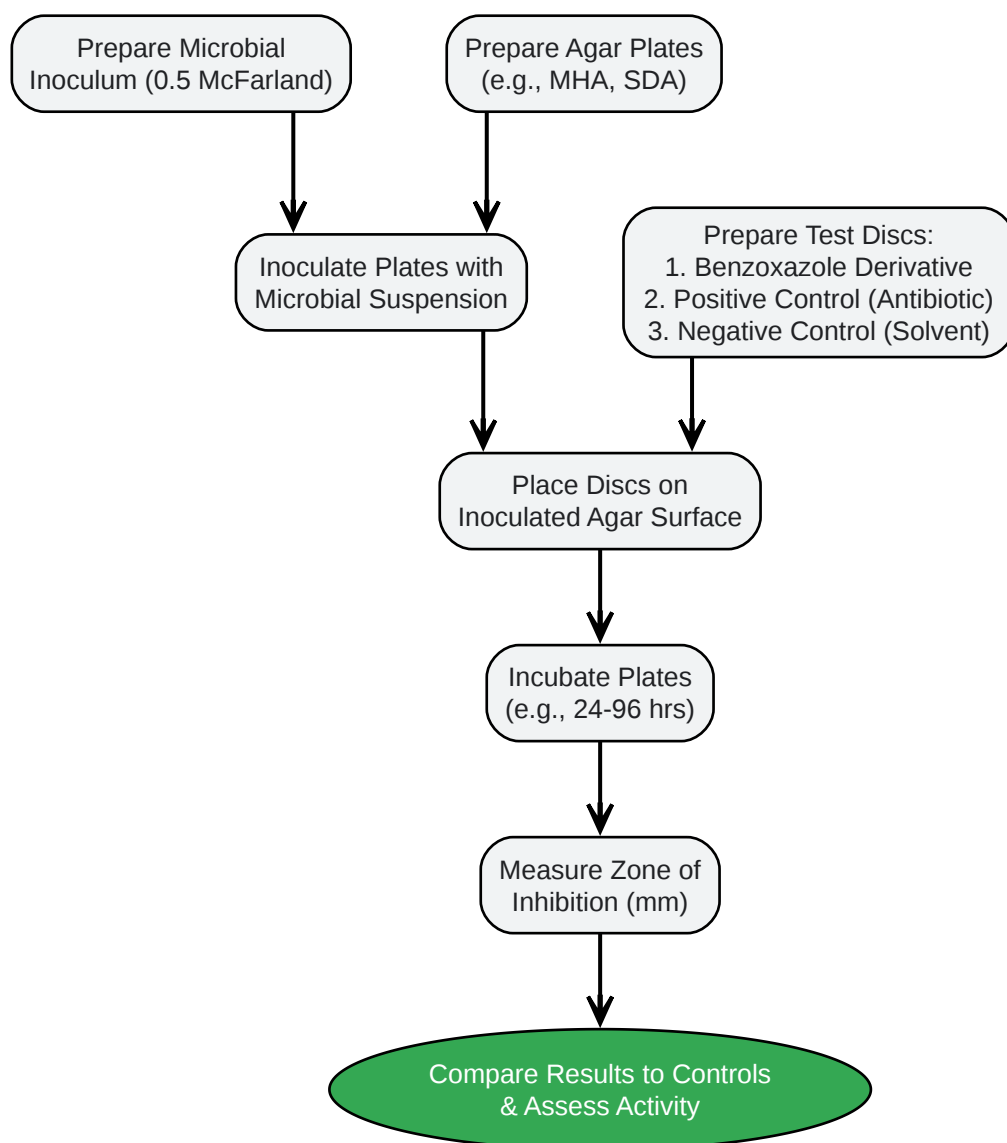 Prepare Microbial
Inoculum (0.5 McFarland)
Prepare Agar Plates
(e.g., MHA, SDA)
Inoculate Plates with
Microbial Suspension
Prepare Test Discs:
1. Benzoxazole Derivative
2. Positive Control (Antibiotic)
3. Negative Control (Solvent)
Place Discs on
Inoculated Agar Surface
Incubate Plates
(e.g., 24-96 hrs)
Measure Zone of
Inhibition (mm)
Compare Results to Controls
& Assess Activity